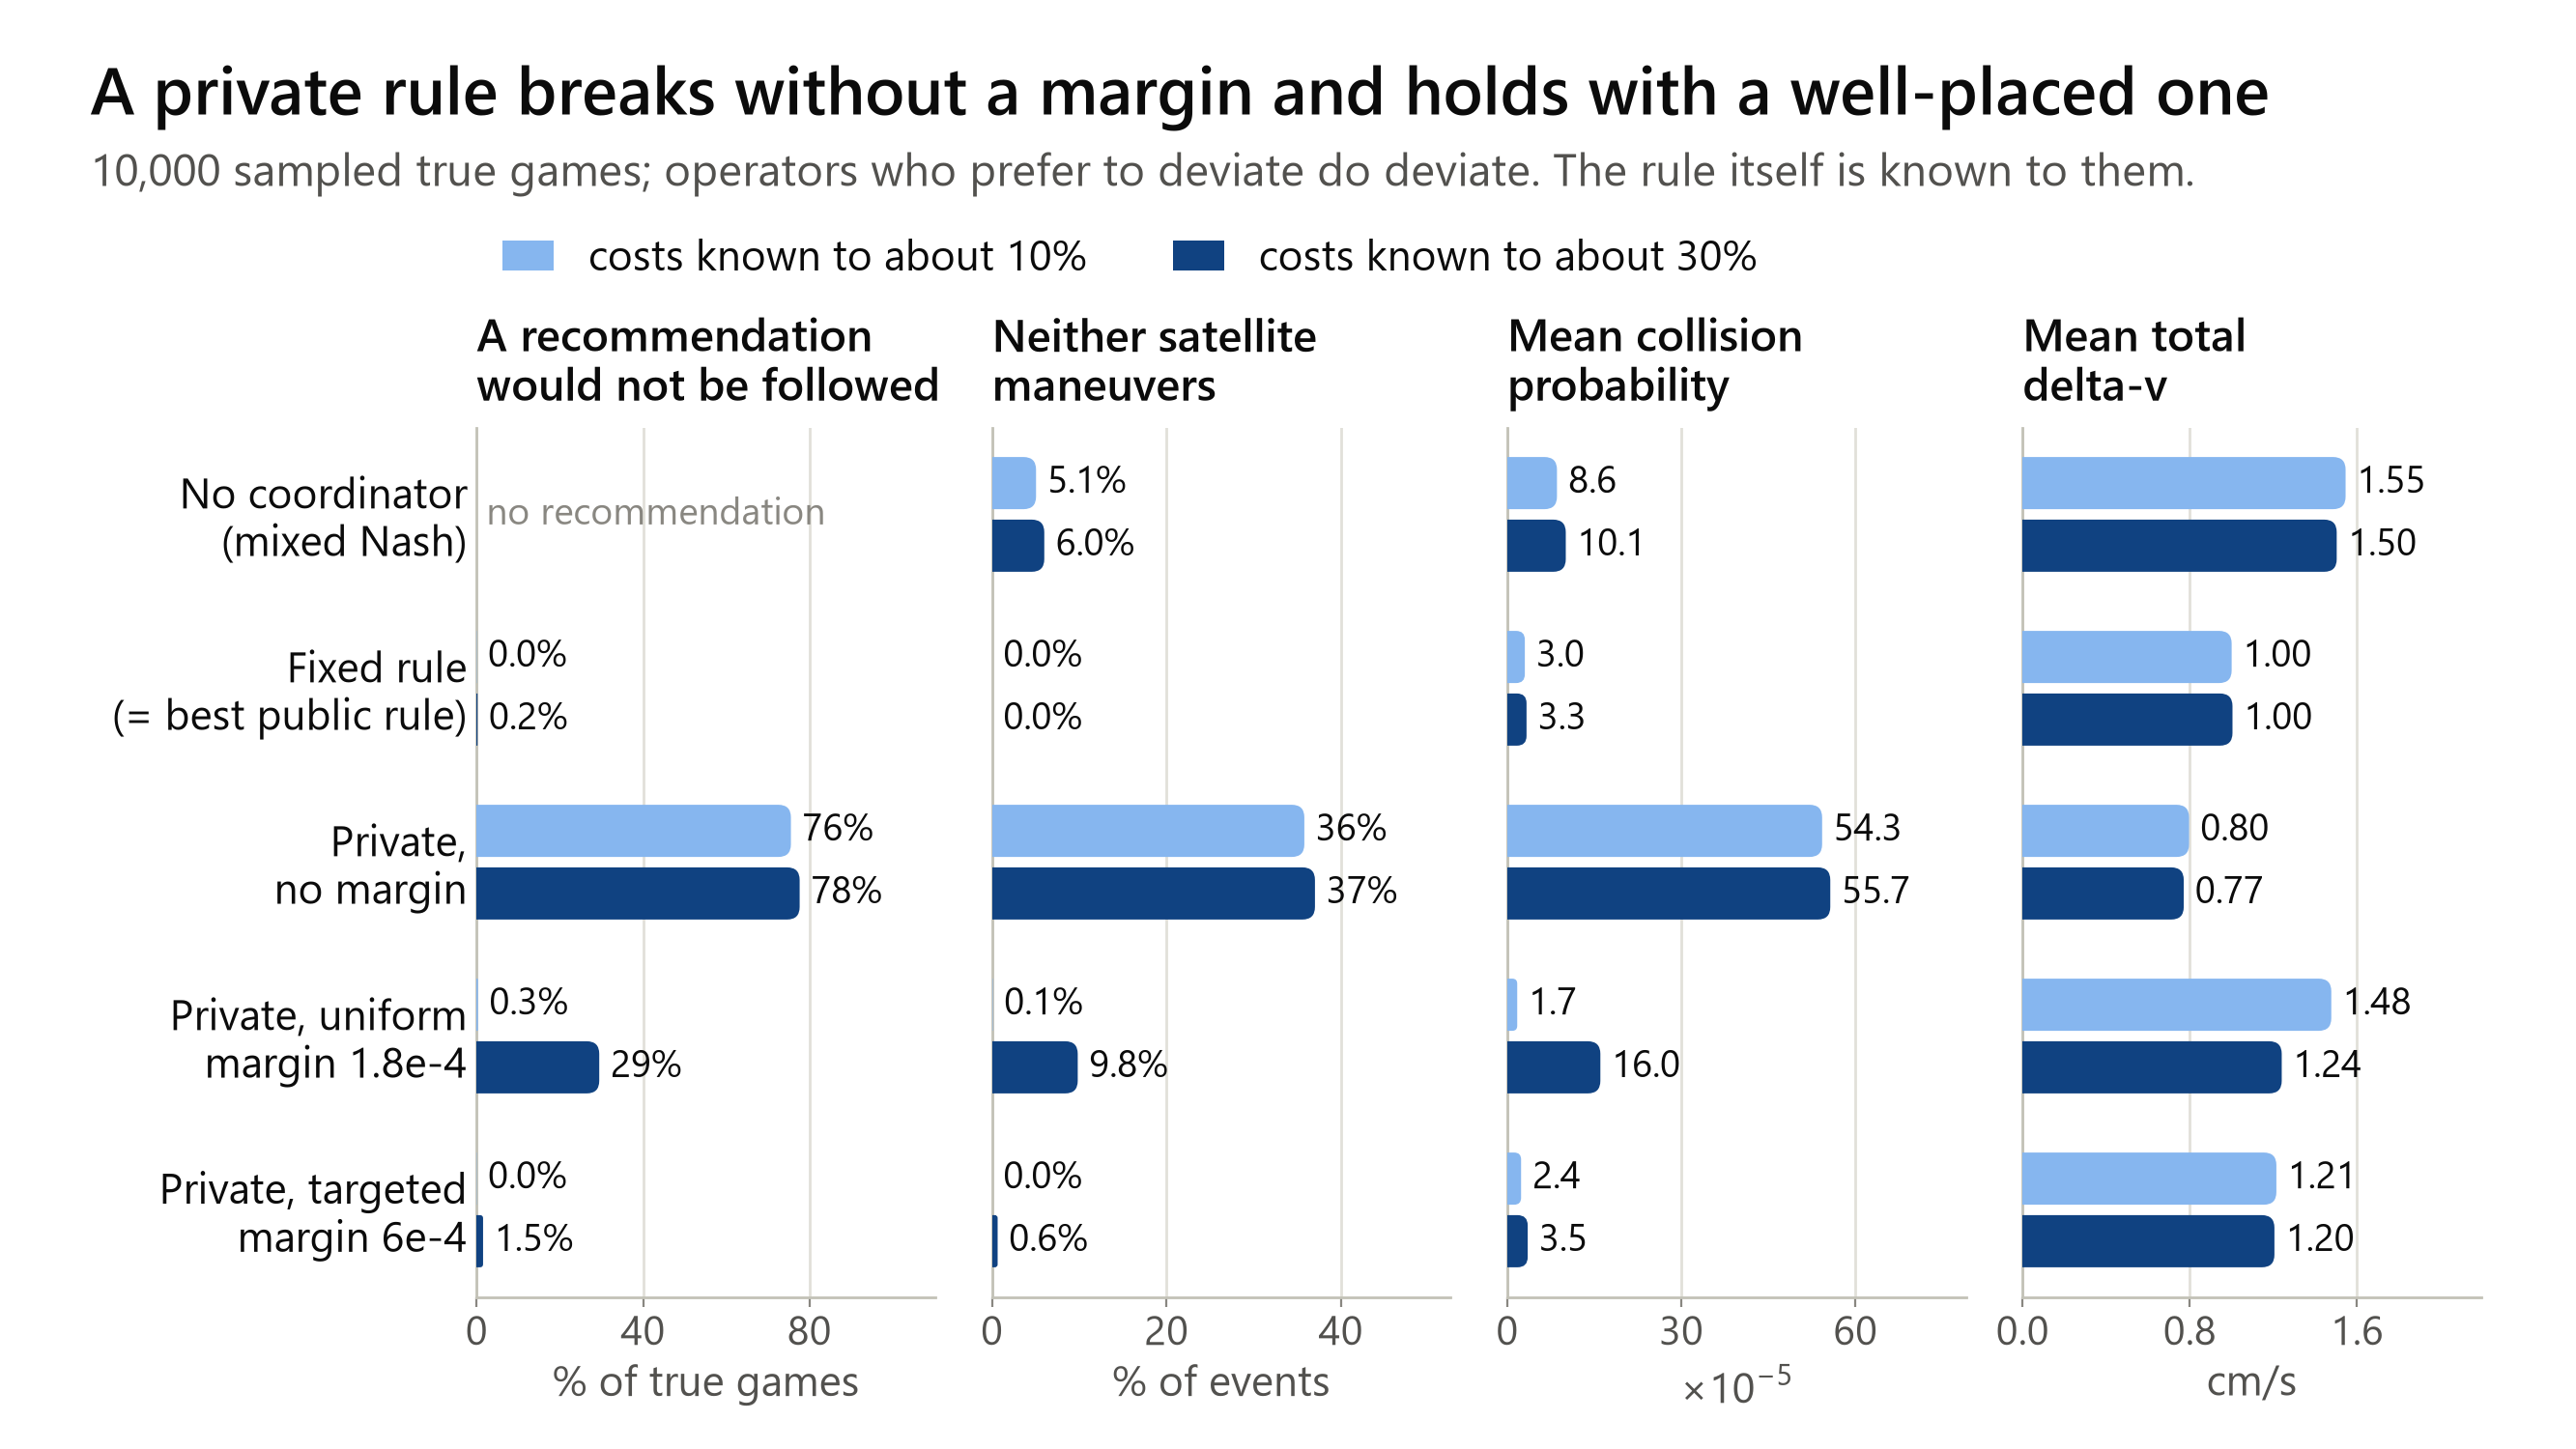 A private rule breaks without a margin and holds with a well-placed one
10,000 sampled true games; operators who prefer to deviate do deviate. The rule itself is known to them.
costs known to about 10%
costs known to about 30%
A recommendation
would not be followed
Neither satellite
maneuvers
Mean collision
probability
Mean total
delta-v
No coordinator
(mixed Nash)
no recommendation
5.1%
6.0%
8.6
10.1
1.55
1.50
Fixed rule
(= best public rule)
0.0%
0.2%
0.0%
0.0%
3.0
3.3
1.00
1.00
Private,
no margin
76%
78%
36%
37%
54.3
55.7
0.80
0.77
Private, uniform
margin 1.8e-4
0.3%
29%
0.1%
9.8%
1.7
16.0
1.48
1.24
Private, targeted
margin 6e-4
0.0%
1.5%
0.0%
0.6%
2.4
3.5
1.21
1.20
0 40 80
% of true games
0 20 40
% of events
0 30 60
×10⁻⁵
0.0 0.8 1.6
cm/s